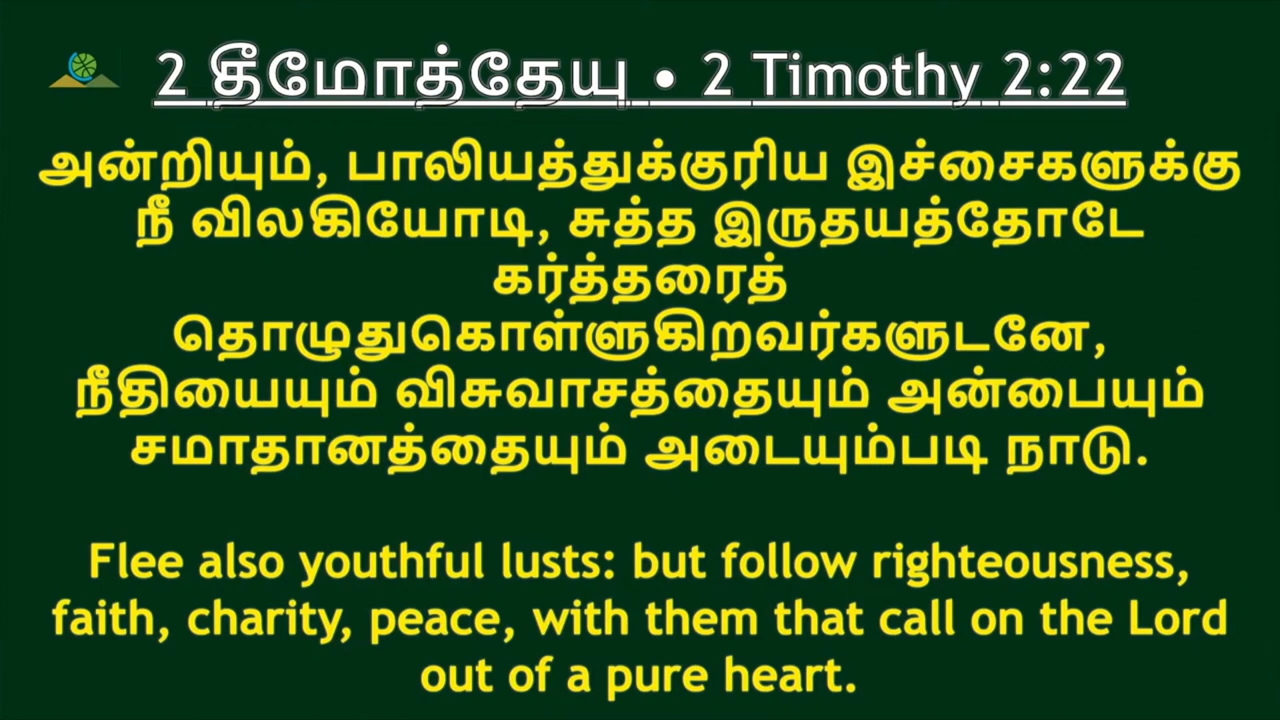 2 தீமோத்தேயு • 2 Timothy 2:22
அன்றியும், பாலியத்துக்குரிய இச்சைகளுக்கு
நீ விலகியோடி, சுத்த இருதயத்தோடே
கர்த்தரைத்
தொழுதுகொள்ளுகிறவர்களுடனே,
நீதியையும் விசுவாசத்தையும் அன்பையும்
சமாதானத்தையும் அடையும்படி நாடு.
Flee also youthful lusts: but follow righteousness,
faith, charity, peace, with them that call on the Lord
out of a pure heart.